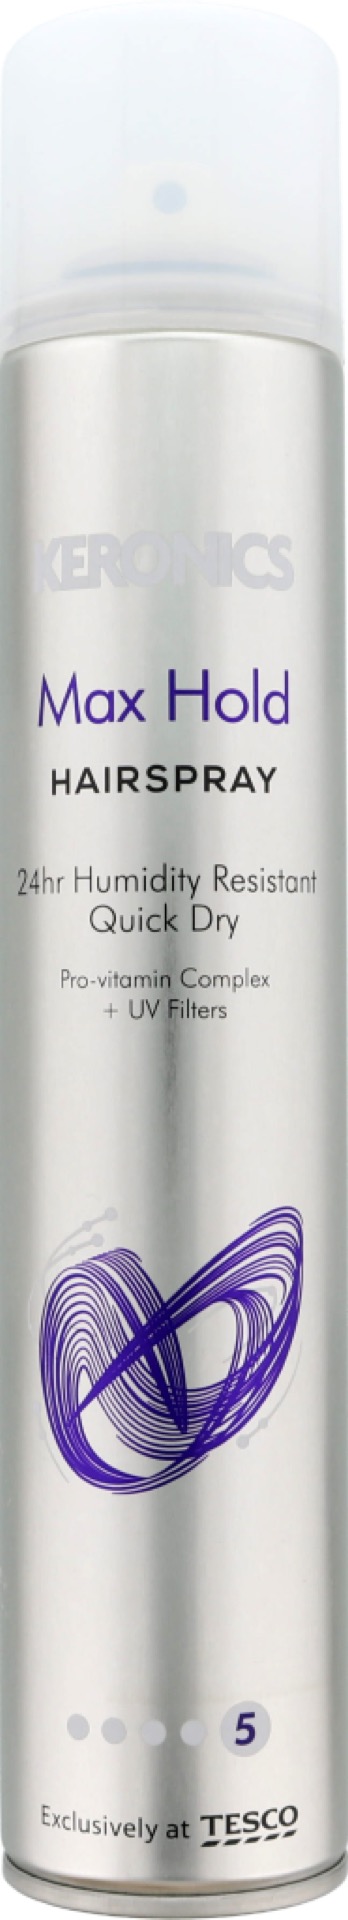 KERONICS
Max Hold
HAIRSPRAY
24hr Humidity Resistant
Quick Dry
Pro-vitamin Complex
+ UV Filters
5
Exclusively at TESCO